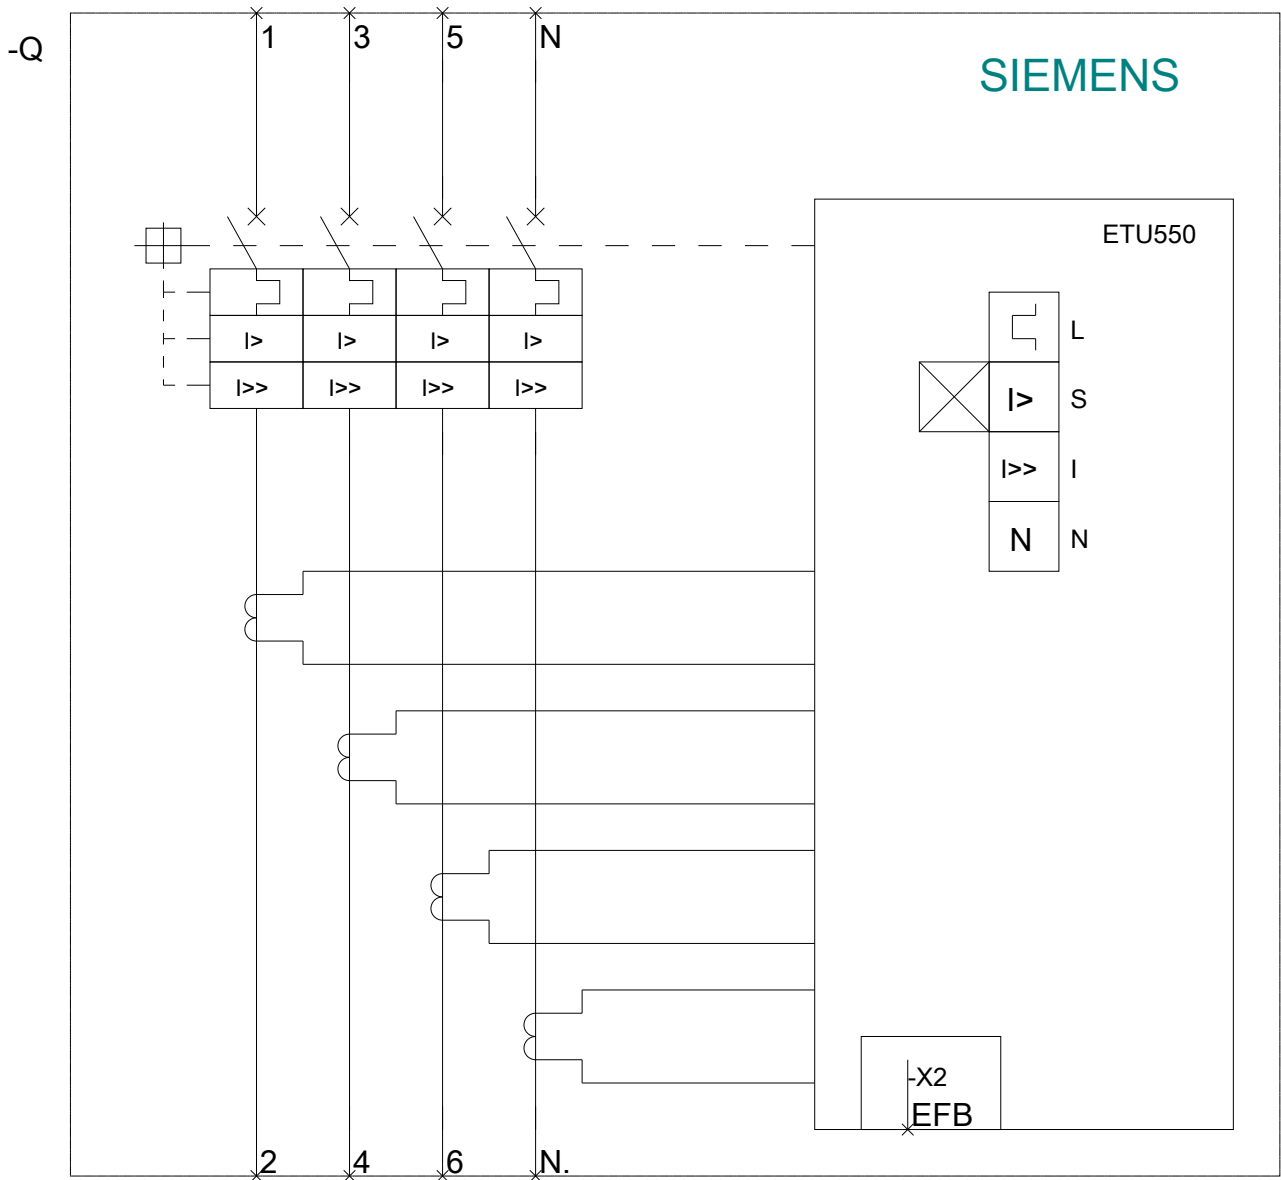 1 3 5 N
-Q
SIEMENS
ETU550
I> I> I> I>
I>> I>> I>> I>>
L
I> S
I>> I
N N
-X2
EFB
2 4 6 N.